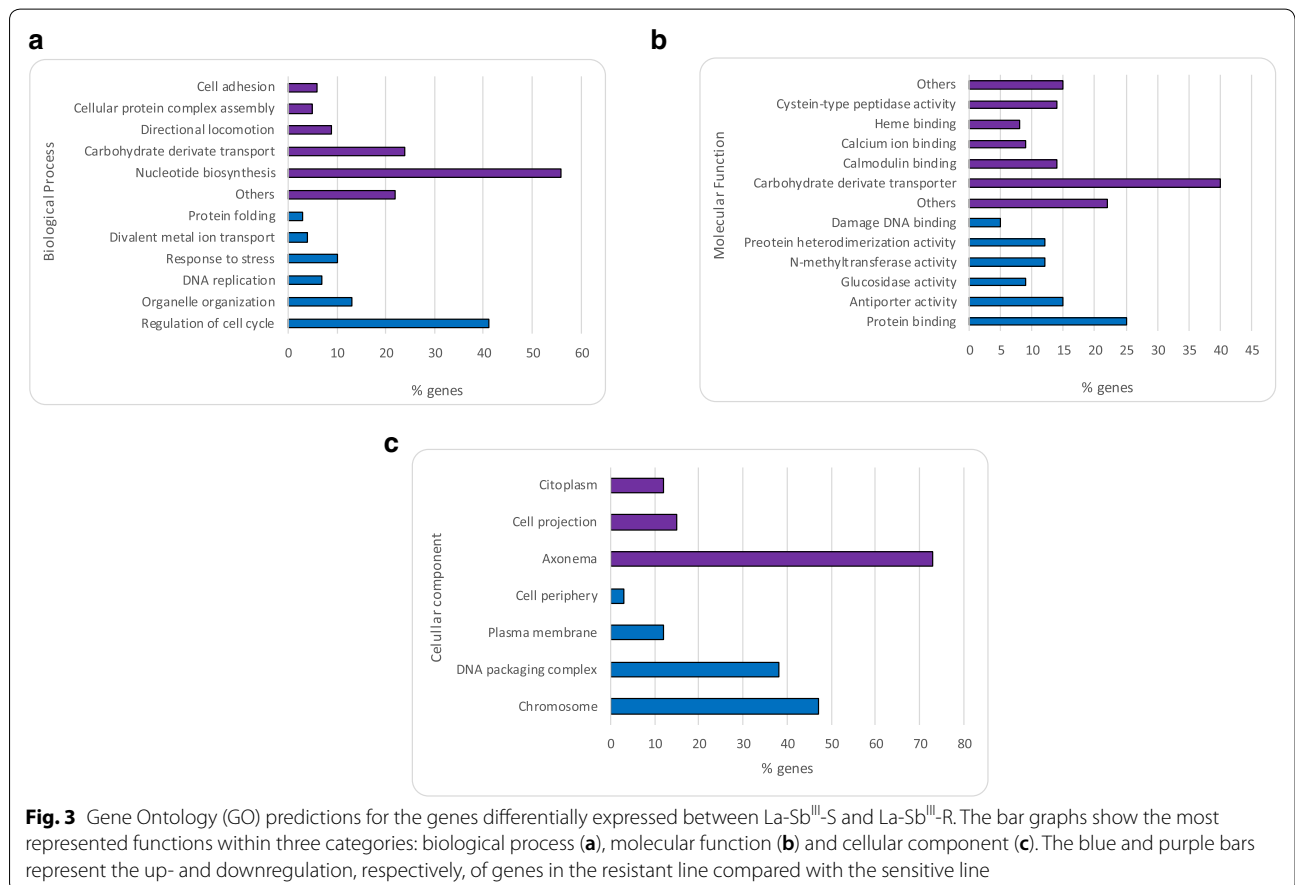 a
Biological Process
Cell adhesion
Cellular protein complex assembly
Directional locomotion
Carbohydrate derivate transport
Nucleotide biosynthesis
Others
Protein folding
Divalent metal ion transport
Response to stress
DNA replication
Organelle organization
Regulation of cell cycle
0 10 20 30 40 50 60
% genes
b
Molecular Function
Others
Cystein-type peptidase activity
Heme binding
Calcium ion binding
Calmodulin binding
Carbohydrate derivate transporter
Others
Damage DNA binding
Preotein heterodimerization activity
N-methyltransferase activity
Glucosidase activity
Antiporter activity
Protein binding
0 5 10 15 20 25 30 35 40 45
% genes
c
Celullar component
Citoplasm
Cell projection
Axonema
Cell periphery
Plasma membrane
DNA packaging complex
Chromosome
0 10 20 30 40 50 60 70 80
% genes
Fig. 3 Gene Ontology (GO) predictions for the genes differentially expressed between La-Sb^III-S and La-Sb^III-R. The bar graphs show the most
represented functions within three categories: biological process (a), molecular function (b) and cellular component (c). The blue and purple bars
represent the up- and downregulation, respectively, of genes in the resistant line compared with the sensitive line